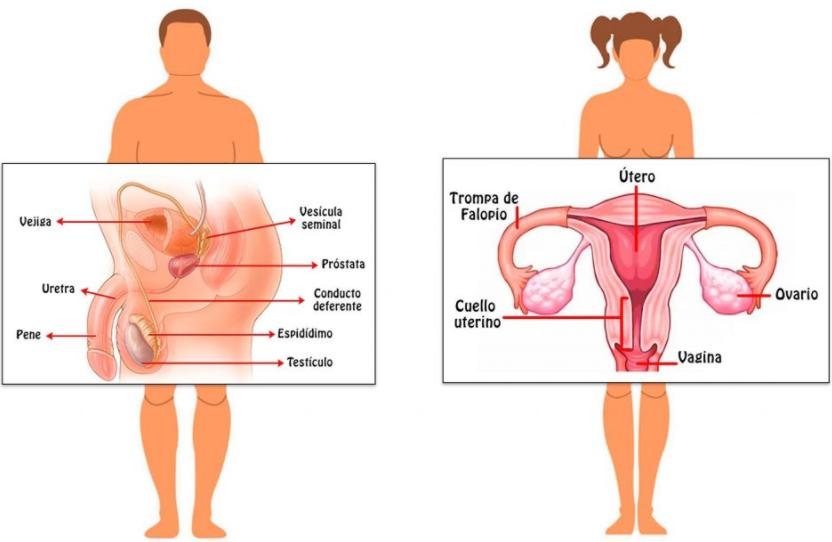 Vejiga
Uretra
Pene
Vesícula
seminal
Próstata
Conducto
deferente
Espidídimo
Testículo
Útero
Trompa de
Falopio
Cuello
uterino
Ovario
Vagina